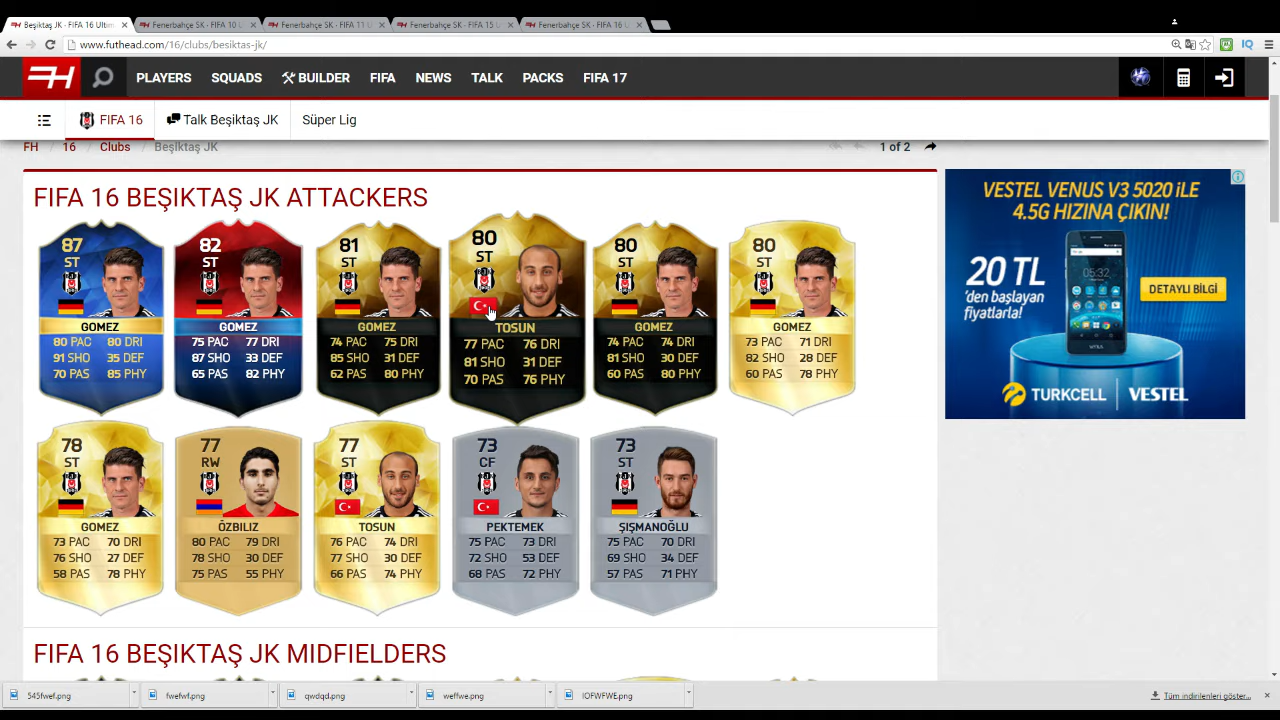 Beşiktaş JK - FIFA 16 Ultim
Fenerbahçe SK - FIFA 10 U
Fenerbahçe SK - FIFA 11 Ul
Fenerbahçe SK - FIFA 15 U
Fenerbahçe SK - FIFA 16 U
www.futhead.com/16/clubs/besiktas-jk/
FH PLAYERS SQUADS BUILDER FIFA NEWS TALK PACKS FIFA 17
FIFA 16 Talk Beşiktaş JK Süper Lig
FH 16 Clubs Beşiktaş JK 1 of 2
FIFA 16 BEŞİKTAŞ JK ATTACKERS
87
ST
GOMEZ
80 PAC 80 DRI
91 SHO 35 DEF
70 PAS 85 PHY
82
ST
GOMEZ
75 PAC 77 DRI
87 SHO 33 DEF
65 PAS 82 PHY
81
ST
GOMEZ
74 PAC 75 DRI
85 SHO 31 DEF
62 PAS 80 PHY
80
ST
TOSUN
77 PAC 76 DRI
81 SHO 31 DEF
70 PAS 76 PHY
80
ST
GOMEZ
74 PAC 74 DRI
81 SHO 30 DEF
60 PAS 80 PHY
80
ST
GOMEZ
73 PAC 71 DRI
82 SHO 28 DEF
60 PAS 78 PHY
78
ST
GOMEZ
73 PAC 70 DRI
76 SHO 27 DEF
58 PAS 78 PHY
77
RW
ÖZBILIZ
80 PAC 79 DRI
78 SHO 30 DEF
75 PAS 55 PHY
77
ST
TOSUN
76 PAC 74 DRI
77 SHO 30 DEF
66 PAS 74 PHY
73
CF
PEKTEMEK
75 PAC 73 DRI
72 SHO 53 DEF
68 PAS 72 PHY
73
ST
ŞIŞMANOĞLU
75 PAC 70 DRI
69 SHO 34 DEF
57 PAS 71 PHY
VESTEL VENUS V3 5020 iLE
4.5G HIZINA ÇIKIN!
20 TL
'den başlayan
fiyatlarla!
05:32
DETAYLI BİLGİ
TURKCELL VESTEL
FIFA 16 BEŞİKTAŞ JK MIDFIELDERS
545fwef.png
fwefwf.png
qwdqd.png
weffwe.png
IOFWFWE.png
Tüm indirilenleri göster...